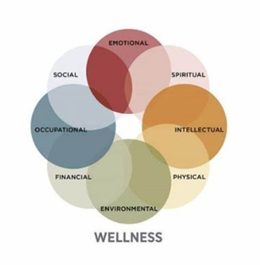 EMOTIONAL
SOCIAL
SPIRITUAL
OCCUPATIONAL
INTELLECTUAL
FINANCIAL
PHYSICAL
ENVIRONMENTAL
WELLNESS